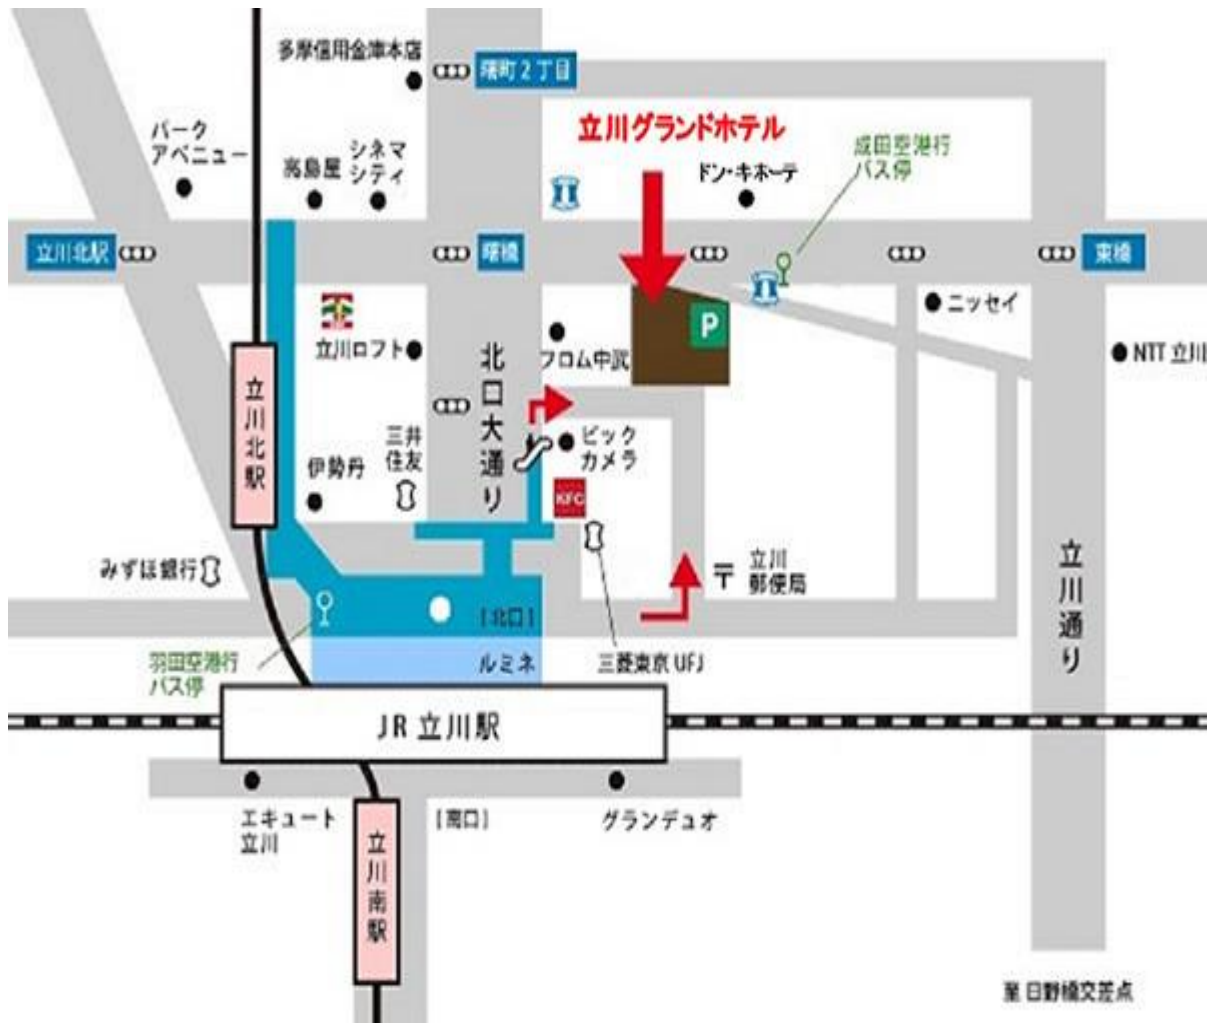 多摩信用金庫本店
曙町2丁目
立川グランドホテル
パーク
アベニュー
高島屋
シネマ
シティ
ドン・キホーテ
成田空港行
バス停
立川北駅
曙橋
東橋
立川ロフト
北口大通り
フロム中武
P
ニッセイ
NTT 立川
立川北駅
伊勢丹
三井
住友
ビック
カメラ
KFC
みずほ銀行
〒
立川
郵便局
立川通り
[北口]
羽田空港行
バス停
ルミネ
三菱東京UFJ
JR 立川駅
エキュート
立川
[南口]
グランデュオ
立川南駅
至 日野橋交差点